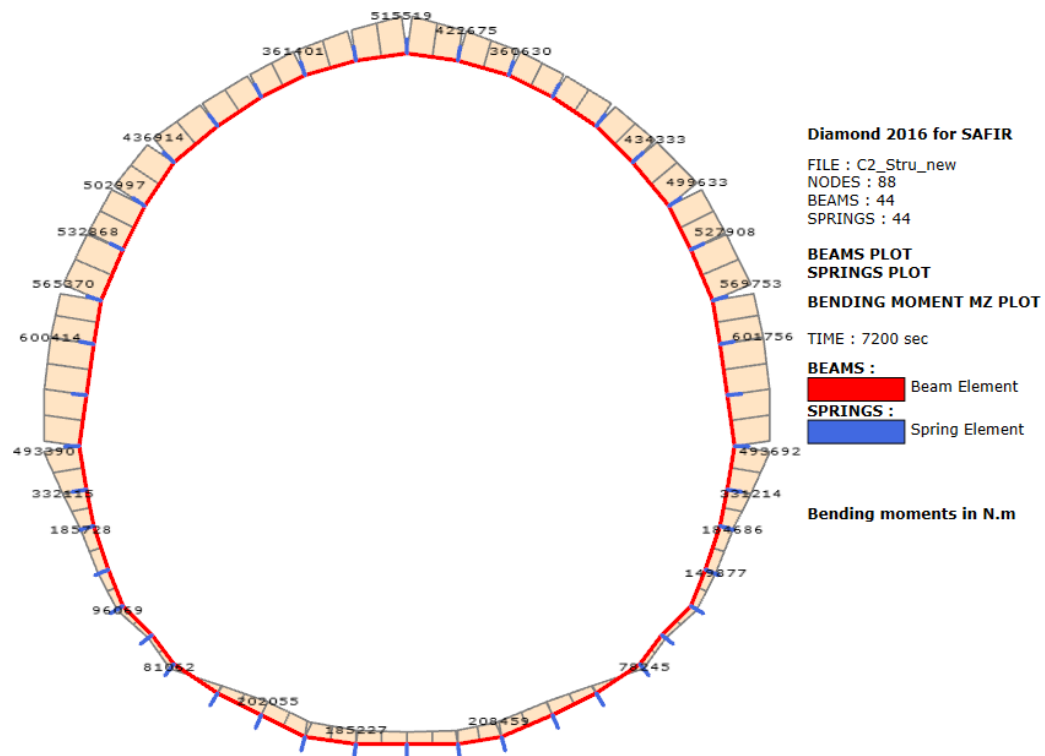 515519
422675
361401
360630
436914
434333
502997
499633
532868
527908
565370
569753
600414
601756
493390
493692
332115
331214
185728
184686
149877
96069
81052
78245
202055
208459
185227
Diamond 2016 for SAFIR
FILE : C2_Stru_new
NODES : 88
BEAMS : 44
SPRINGS : 44
BEAMS PLOT
SPRINGS PLOT
BENDING MOMENT MZ PLOT
TIME : 7200 sec
BEAMS :
Beam Element
SPRINGS :
Spring Element
Bending moments in N.m